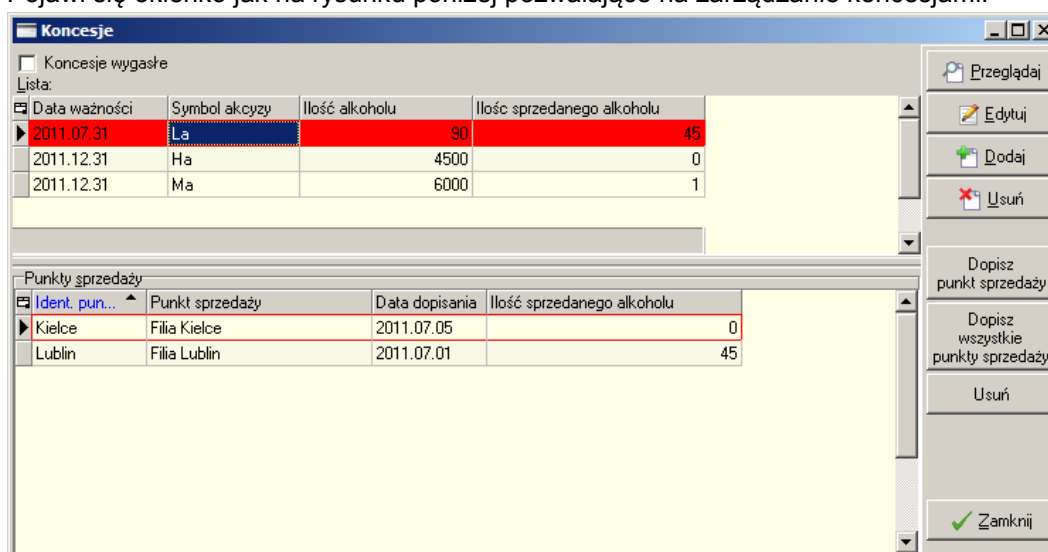 Pojawi się okienko jak na rysunku poniżej pozwalające na zarządzanie koncesjami.
Koncesje
Koncesje wygasłe
Lista:
Data ważności Symbol akcyzy Ilość alkoholu Ilośc sprzedanego alkoholu
2011.07.31 La 90 45
2011.12.31 Ha 4500 0
2011.12.31 Ma 6000 1
Punkty sprzedaży
Ident. pun... Punkt sprzedaży Data dopisania Ilość sprzedanego alkoholu
Kielce Filia Kielce 2011.07.05 0
Lublin Filia Lublin 2011.07.01 45
Przeglądaj
Edytuj
Dodaj
Usuń
Dopisz
punkt sprzedaży
Dopisz
wszystkie
punkty sprzedaży
Usuń
Zamknij